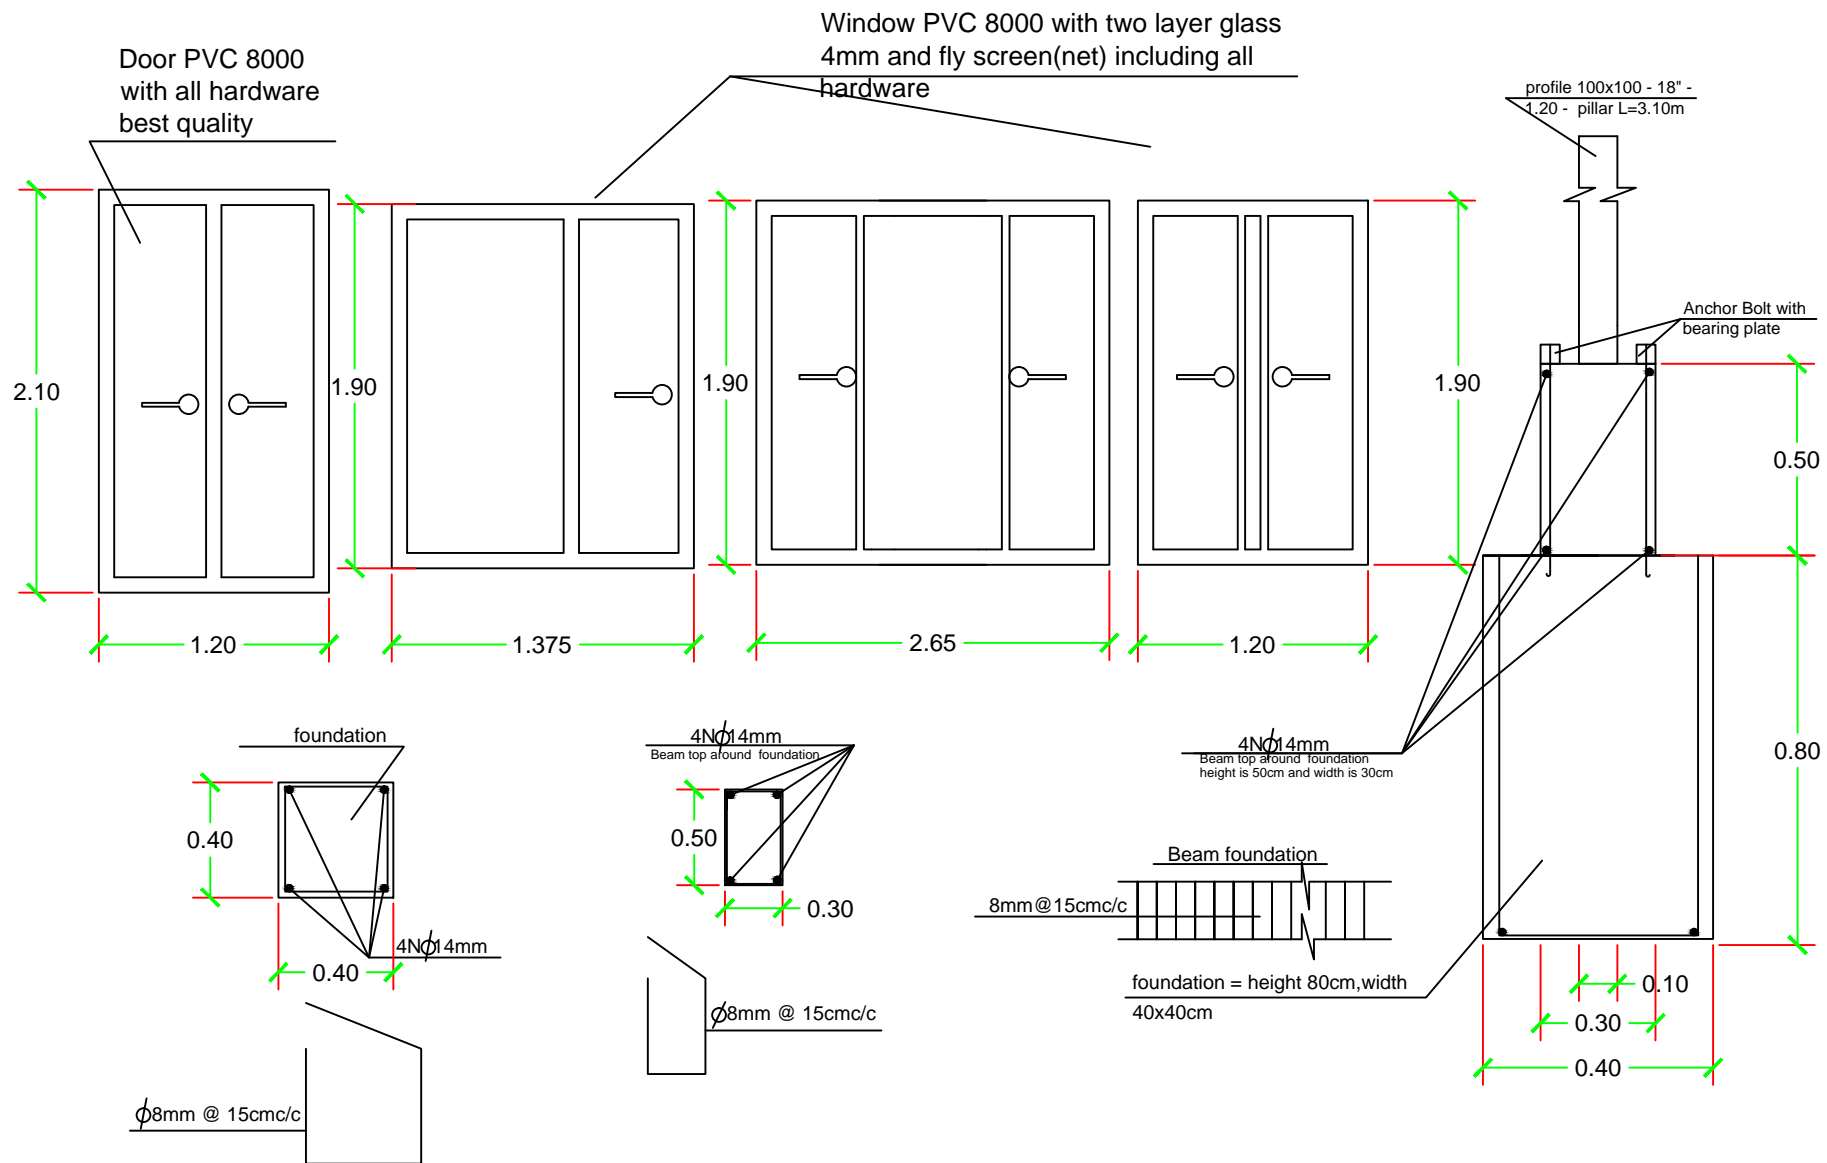 Door PVC 8000
with all hardware
best quality
Window PVC 8000 with two layer glass
4mm and fly screen(net) including all
hardware
profile 100x100 - 18" -
1.20 - pillar L=3.10m
Anchor Bolt with
bearing plate
2.10
1.90
1.90
1.90
0.50
0.80
1.20
1.375
2.65
1.20
foundation
0.40
4NØ14mm
0.40
4NØ14mm
Beam top around foundation
0.50
0.30
4NØ14mm
Beam top around foundation
height is 50cm and width is 30cm
Beam foundation
8mm@15cmc/c
foundation = height 80cm,width
40x40cm
0.10
0.30
0.40
Ø8mm @ 15cmc/c
Ø8mm @ 15cmc/c